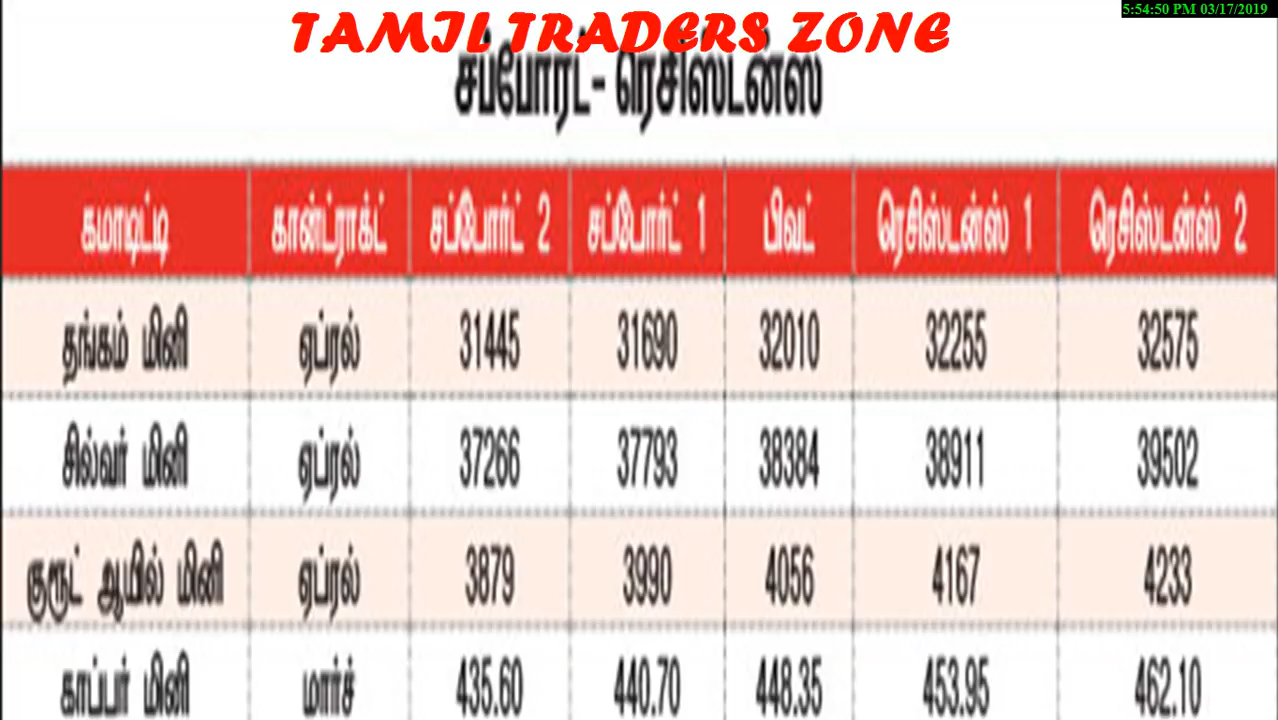 5:54:50 PM 03/17/2019
TAMIL TRADERS ZONE
சப்போர்ட்- ரெசிஸ்டன்ஸ்
கமாடிட்டி கான்ட்ராக்ட் சப்போர்ட் 2 சப்போர்ட் 1 பிவட் ரெசிஸ்டன்ஸ் 1 ரெசிஸ்டன்ஸ் 2
தங்கம் மினி ஏப்ரல் 31445 31690 32010 32255 32575
சில்வர் மினி ஏப்ரல் 37266 37793 38384 38911 39502
குரூட் ஆயில் மினி ஏப்ரல் 3879 3990 4056 4167 4233
காப்பர் மினி மார்ச் 435.60 440.70 448.35 453.95 462.10